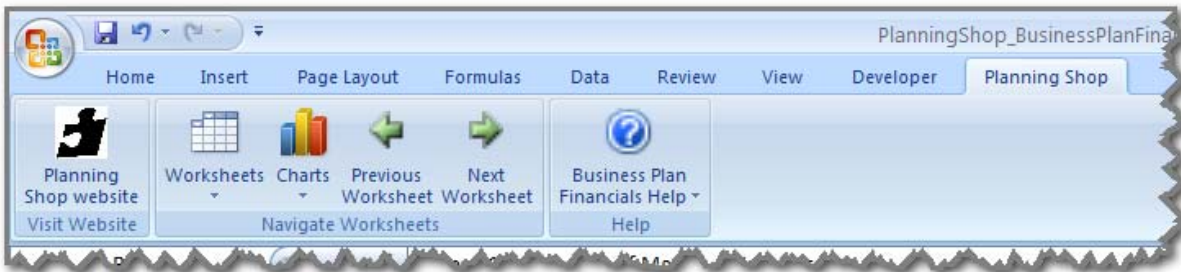 PlanningShop_BusinessPlanFina
Home Insert Page Layout Formulas Data Review View Developer Planning Shop
Planning Shop website
Worksheets Charts Previous Worksheet Next Worksheet
Business Plan Financials Help
Visit Website
Navigate Worksheets
Help